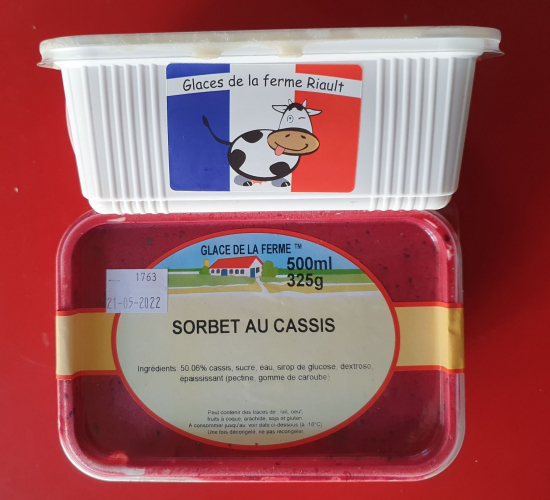 Glaces de la ferme Riault
GLACE DE LA FERME ™
500ml
325g
1763
21-05-2022
SORBET AU CASSIS
Ingrédients: 50.06% cassis, sucre, eau, sirop de glucose, dextrose,
épaississant (pectine, gomme de caroube)
Peut contenir des traces de : lait, oeuf,
fruits à coque, arachide, soja et gluten.
A consommer jusqu'au: voir date ci-dessous (à -18°C)
Une fois décongelée, ne pas recongeler.